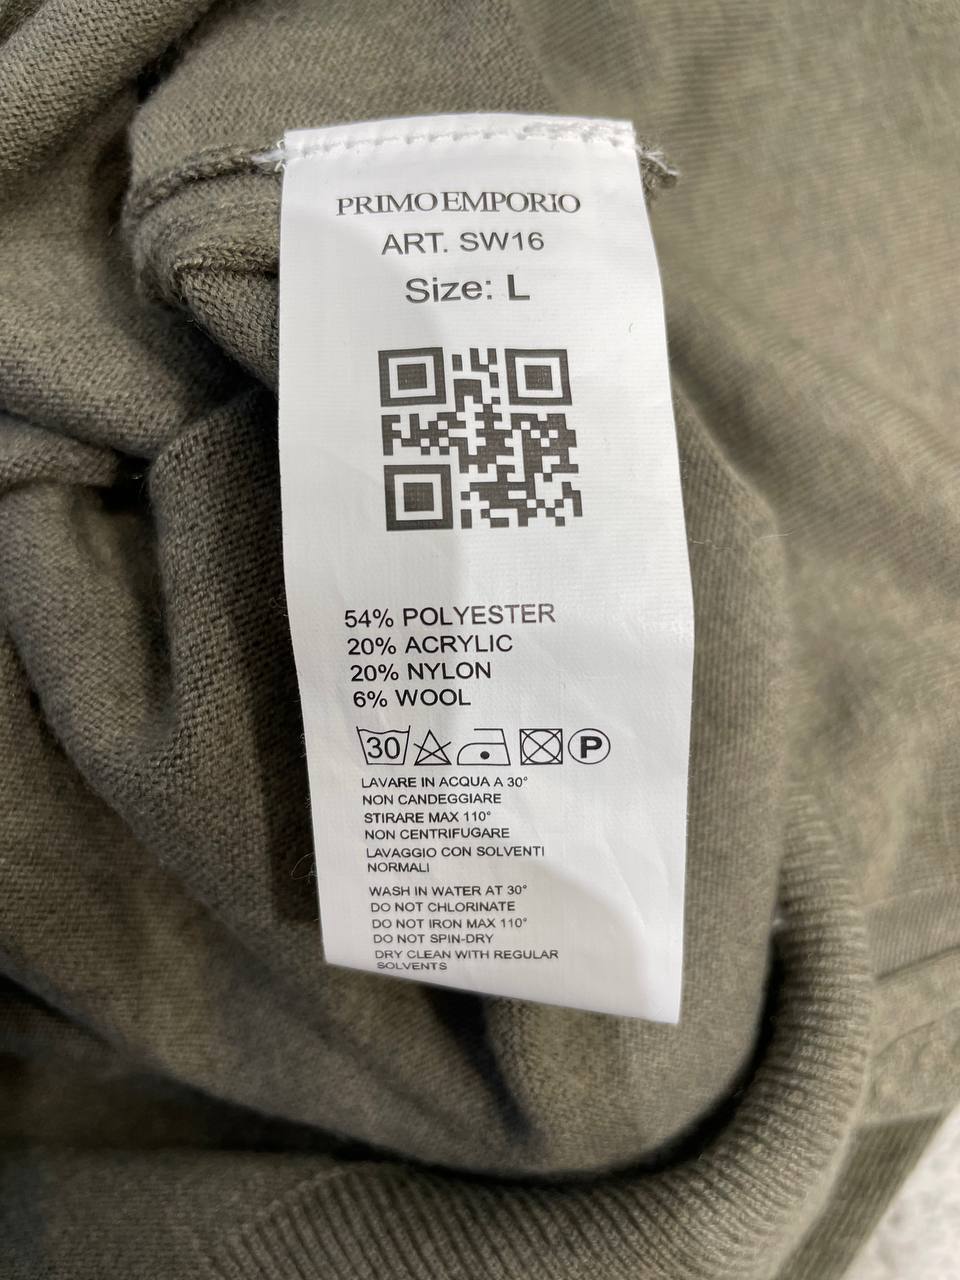 PRIMO EMPORIO
ART. SW16
Size: L
54% POLYESTER
20% ACRYLIC
20% NYLON
6% WOOL
30 P
LAVARE IN ACQUA A 30°
NON CANDEGGIARE
STIRARE MAX 110°
NON CENTRIFUGARE
LAVAGGIO CON SOLVENTI
NORMALI
WASH IN WATER AT 30°
DO NOT CHLORINATE
DO NOT IRON MAX 110°
DO NOT SPIN-DRY
DRY CLEAN WITH REGULAR
SOLVENTS